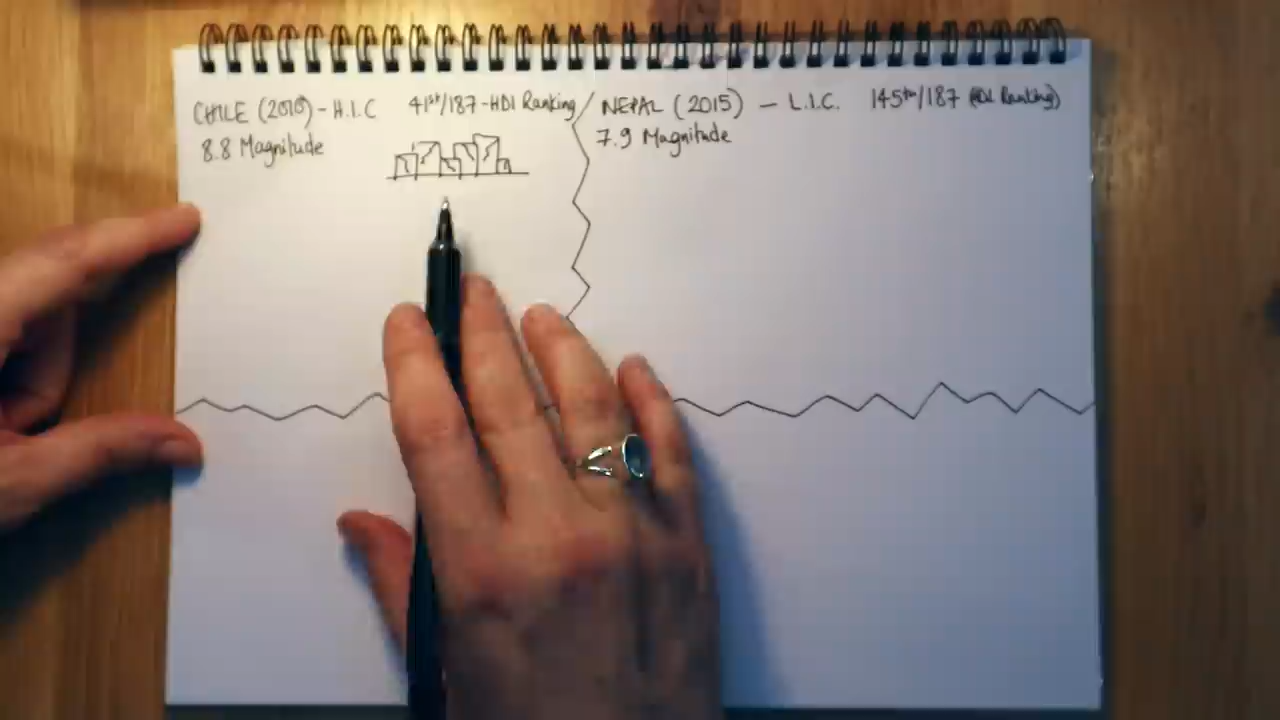 CHILE (2010) - H.I.C 41st/187 - HDI Ranking
8.8 Magnitude
NEPAL (2015) - L.I.C. 145th/187 (HDI Ranking)
7.9 Magnitude